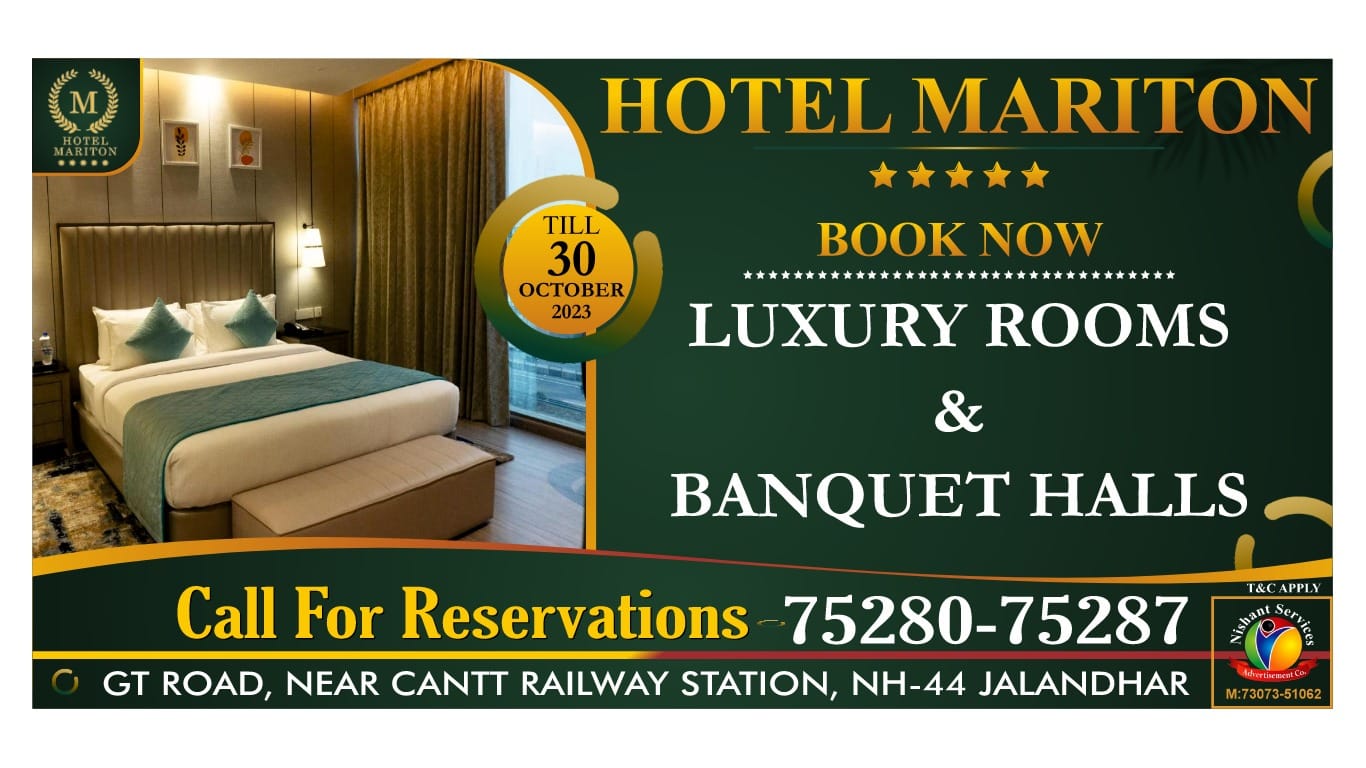 M
HOTEL
MARITON
HOTEL MARITON
TILL
30
OCTOBER
2023
BOOK NOW
LUXURY ROOMS
&
BANQUET HALLS
Call For Reservations - 75280-75287
GT ROAD, NEAR CANTT RAILWAY STATION, NH-44 JALANDHAR
T&C APPLY
Nishant Services
Advertisement Co.
M:73073-51062